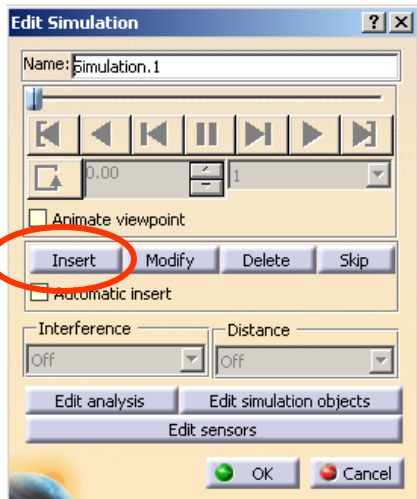 Edit Simulation
Name: Simulation.1
0.00 1
Animate viewpoint
Insert Modify Delete Skip
Automatic insert
Interference Distance
Off Off
Edit analysis Edit simulation objects
Edit sensors
OK Cancel